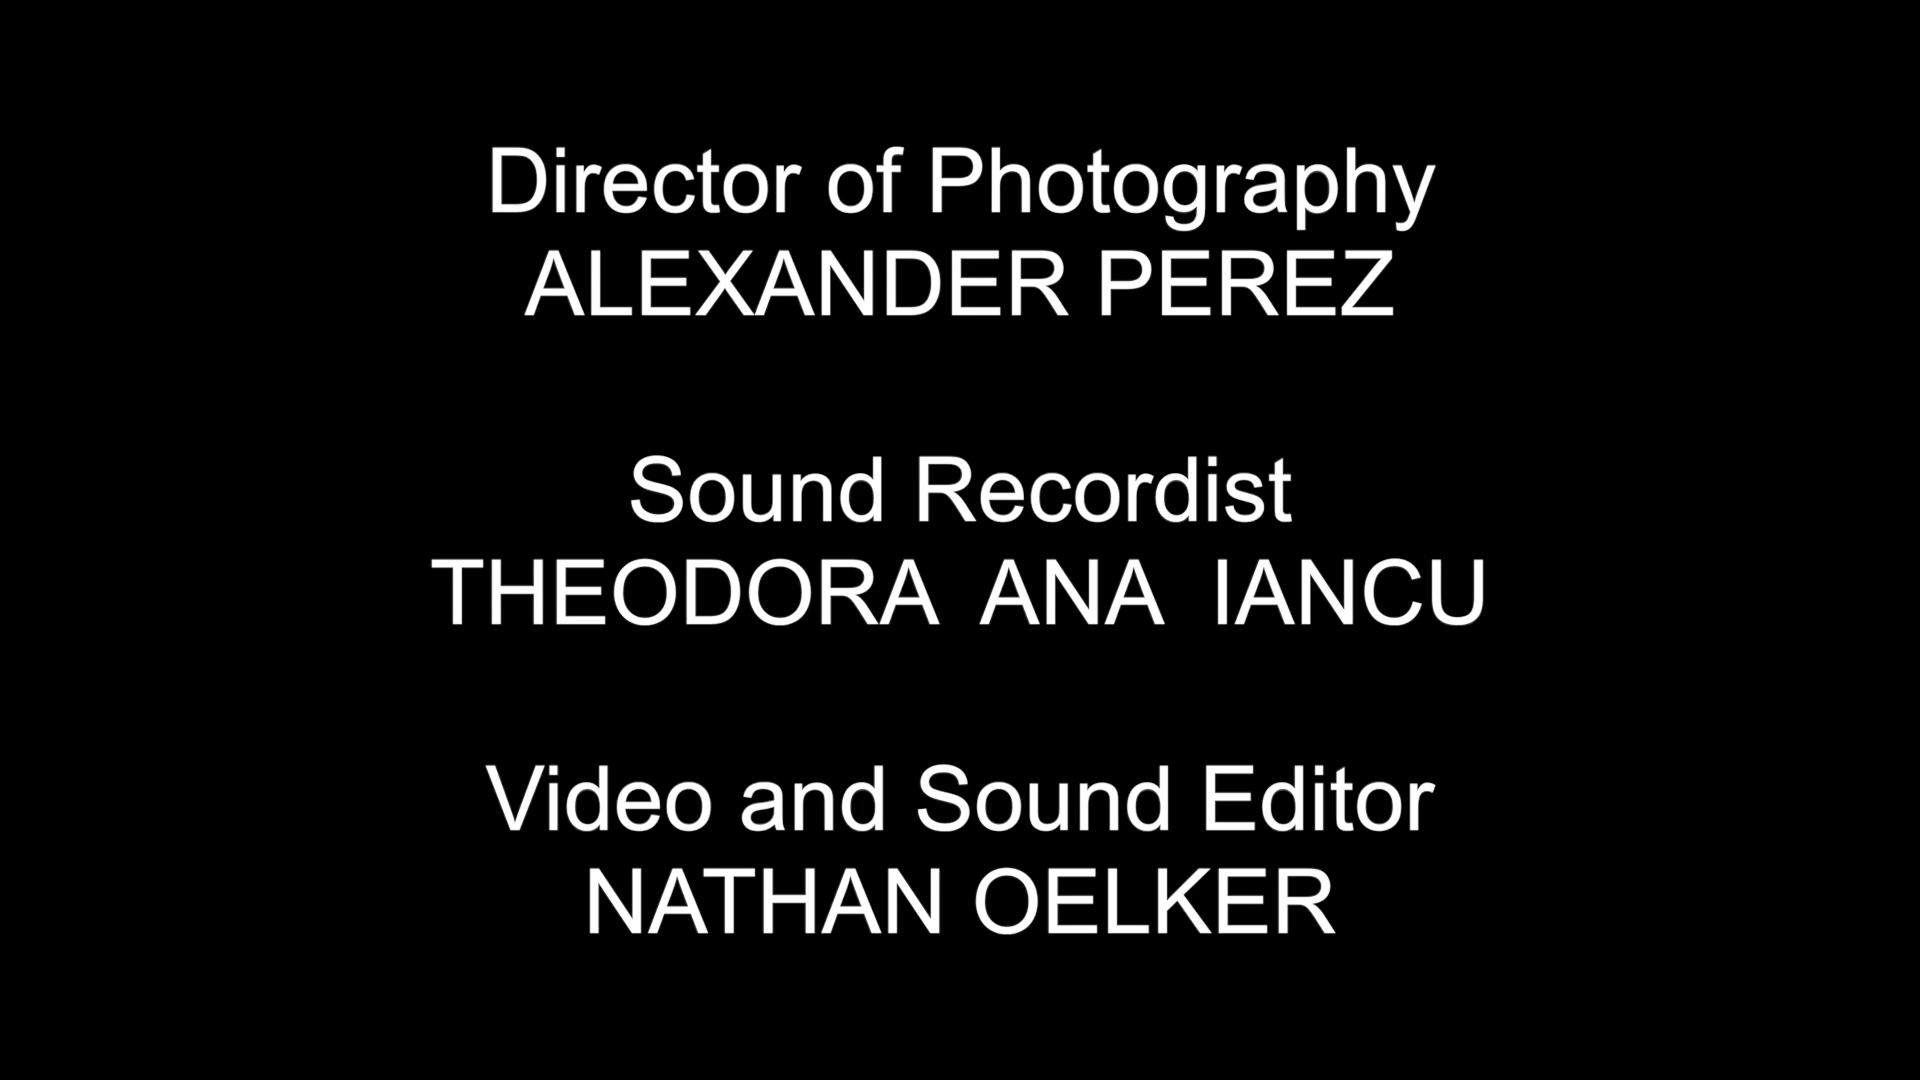 Director of Photography
ALEXANDER PEREZ
Sound Recordist
THEODORA  ANA  IANCU
Video and Sound Editor
NATHAN OELKER